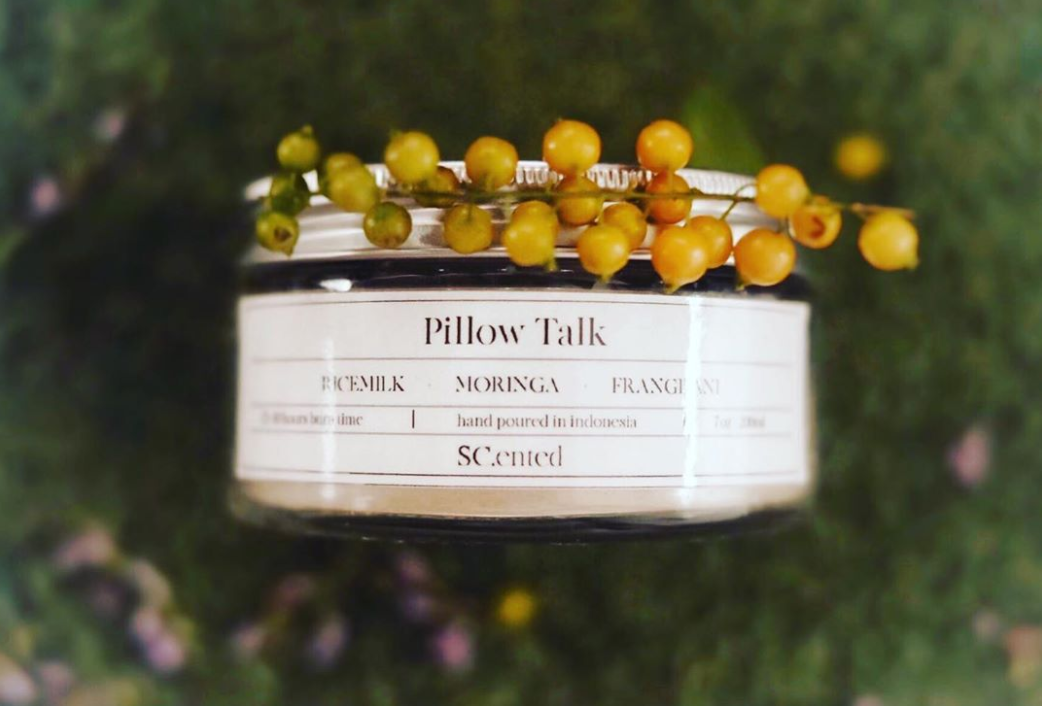 Pillow Talk
RICEMILK · MORINGA · FRANGIPANI
hours burn time | hand poured in indonesia
SC.ented